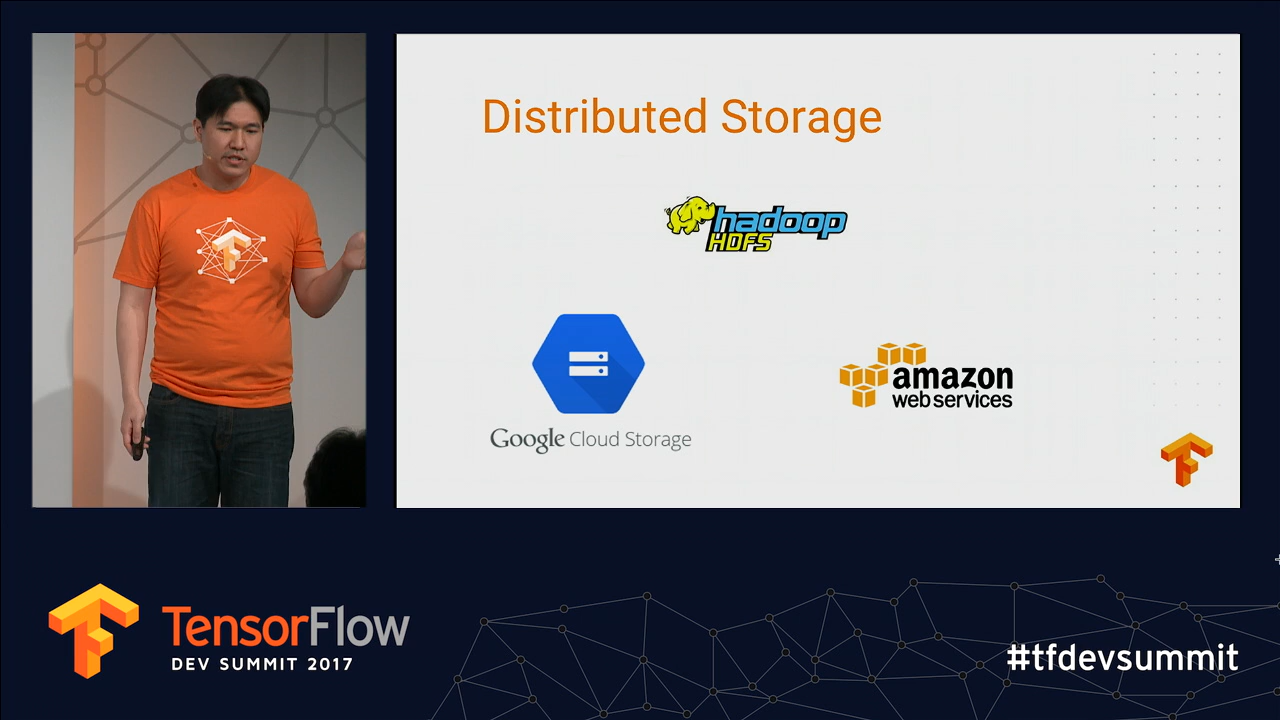 Distributed Storage
hadoop
HDFS
Google Cloud Storage
amazon
web services
TensorFlow
DEV SUMMIT 2017
#tfdevsummit